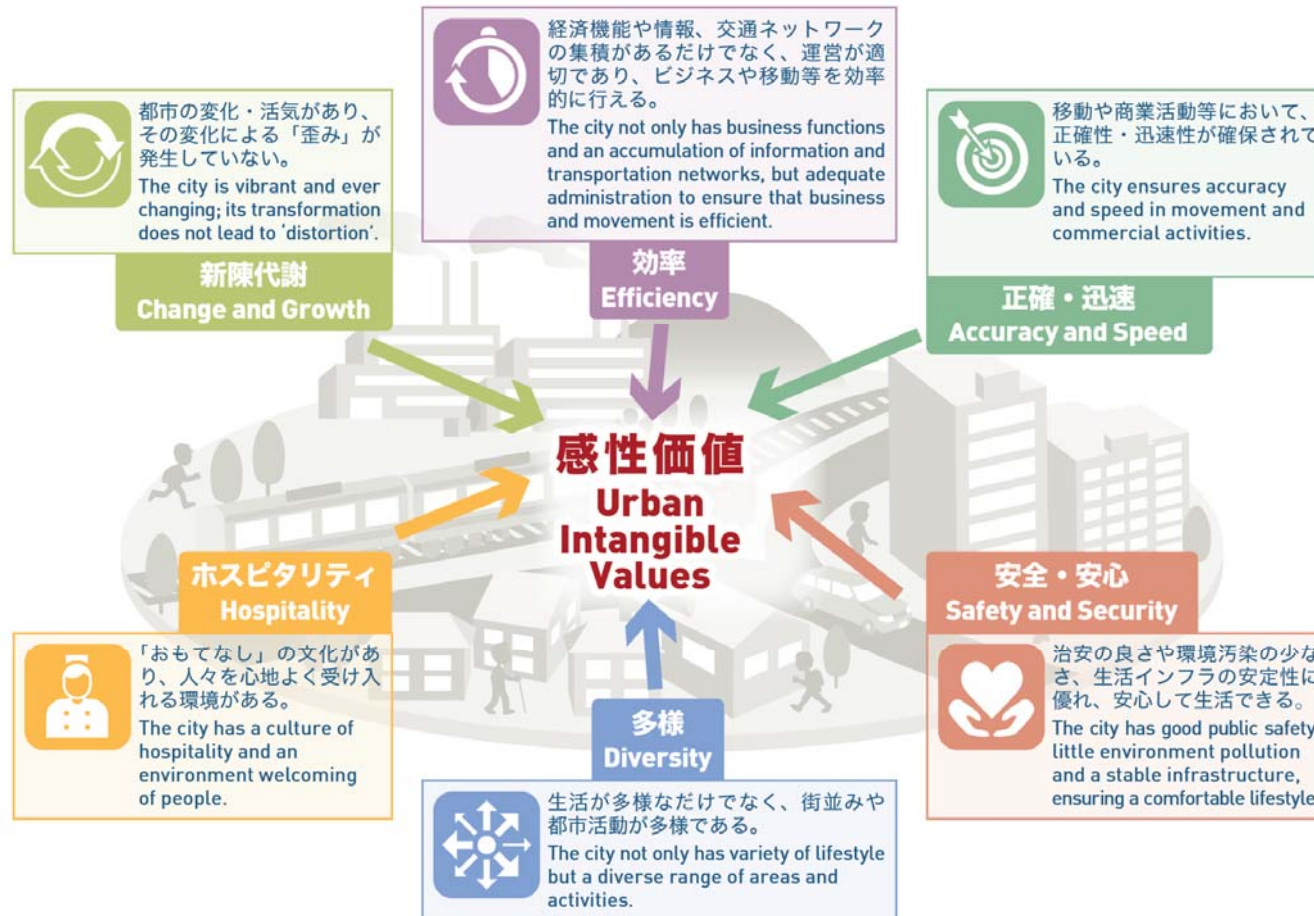 経済機能や情報、交通ネットワーク
の集積があるだけでなく、運営が適
切であり、ビジネスや移動等を効率
的に行える。
The city not only has business functions
and an accumulation of information and
transportation networks, but adequate
administration to ensure that business
and movement is efficient.
効率
Efficiency
都市の変化・活気があり、
その変化による「歪み」が
発生していない。
The city is vibrant and ever
changing; its transformation
does not lead to ‘distortion’.
新陳代謝
Change and Growth
移動や商業活動等において、
正確性・迅速性が確保されて
いる。
The city ensures accuracy
and speed in movement and
commercial activities.
正確・迅速
Accuracy and Speed
感性価値
Urban
Intangible
Values
ホスピタリティ
Hospitality
「おもてなし」の文化があ
り、人々を心地よく受け入
れる環境がある。
The city has a culture of
hospitality and an
environment welcoming
of people.
多様
Diversity
生活が多様なだけでなく、街並みや
都市活動が多様である。
The city not only has variety of lifestyle
but a diverse range of areas and
activities.
安全・安心
Safety and Security
治安の良さや環境汚染の少な
さ、生活インフラの安定性に
優れ、安心して生活できる。
The city has good public safety
little environment pollution
and a stable infrastructure,
ensuring a comfortable lifestyle